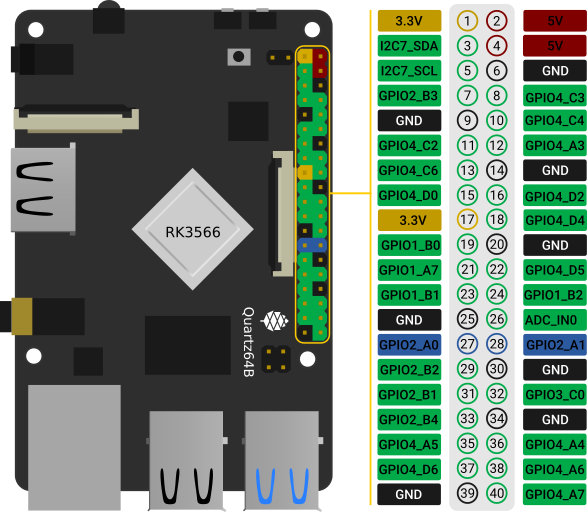 3.3V 1 2 5V
I2C7_SDA 3 4 5V
I2C7_SCL 5 6 GND
GPIO2_B3 7 8 GPIO4_C3
GND 9 10 GPIO4_C4
GPIO4_C2 11 12 GPIO4_A3
GPIO4_C6 13 14 GND
GPIO4_D0 15 16 GPIO4_D2
3.3V 17 18 GPIO4_D4
GPIO1_B0 19 20 GND
GPIO1_A7 21 22 GPIO4_D5
GPIO1_B1 23 24 GPIO1_B2
GND 25 26 ADC_IN0
GPIO2_A0 27 28 GPIO2_A1
GPIO2_B2 29 30 GND
GPIO2_B1 31 32 GPIO3_C0
GPIO2_B4 33 34 GND
GPIO4_A5 35 36 GPIO4_A4
GPIO4_D6 37 38 GPIO4_A6
GND 39 40 GPIO4_A7
RK3566
Quartz64B